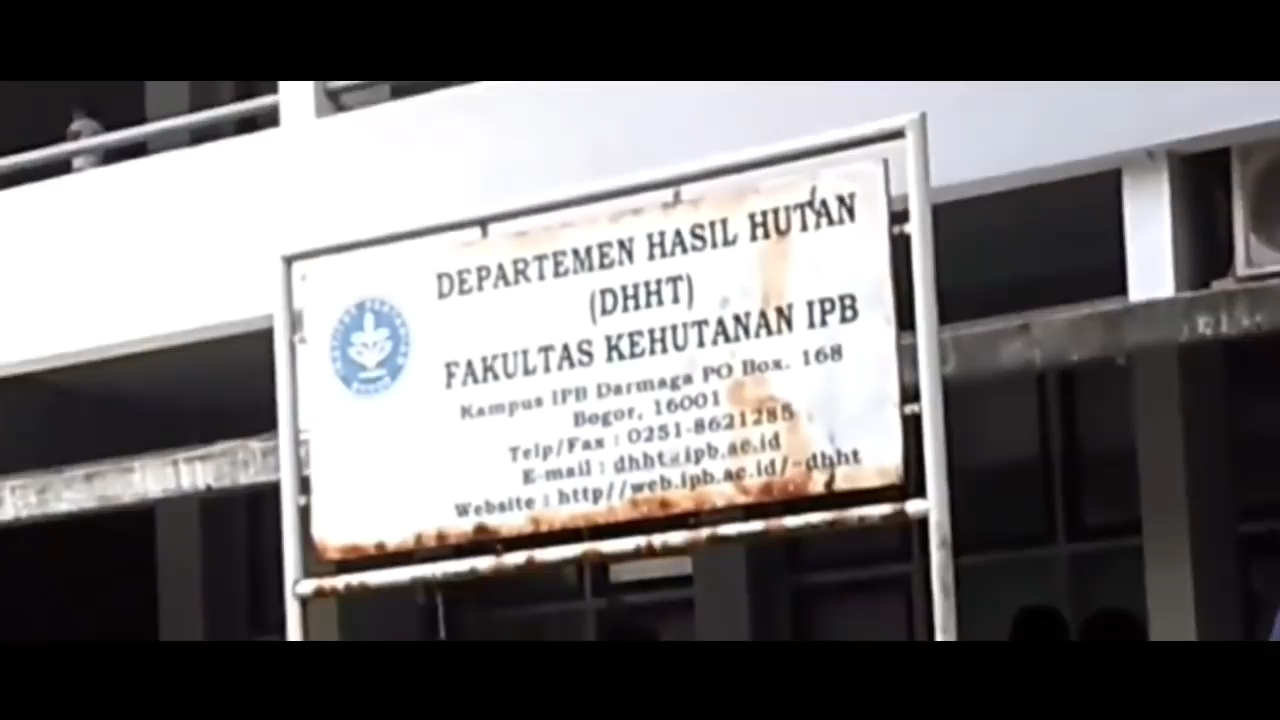 DEPARTEMEN HASIL HUTAN
(DHHT)
FAKULTAS KEHUTANAN IPB
Kampus IPB Darmaga PO Box. 168
Bogor, 16001
Telp/Fax : 0251-8621285
E-mail : dhht@ipb.ac.id
Website : http//web.ipb.ac.id/~dhht